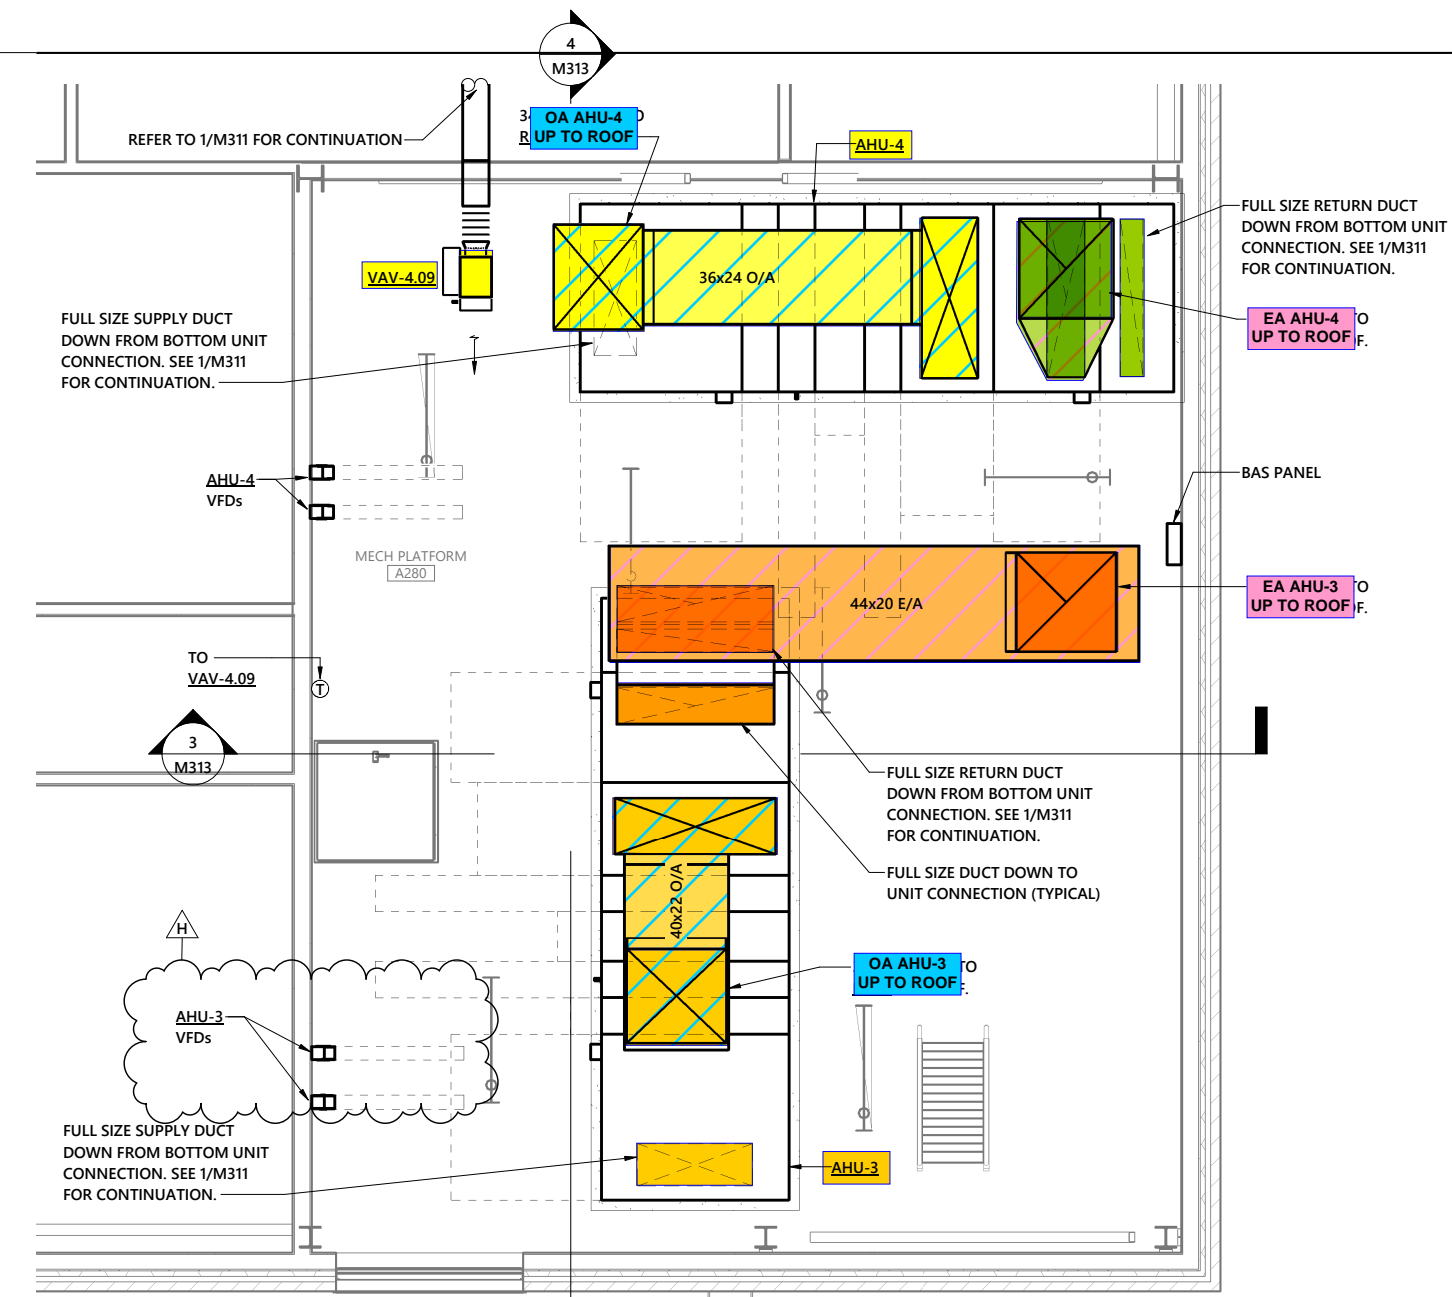 4
M313
REFER TO 1/M311 FOR CONTINUATION
OA AHU-4
UP TO ROOF
AHU-4
FULL SIZE RETURN DUCT
DOWN FROM BOTTOM UNIT
CONNECTION. SEE 1/M311
FOR CONTINUATION.
VAV-4.09
36x24 O/A
FULL SIZE SUPPLY DUCT
DOWN FROM BOTTOM UNIT
CONNECTION. SEE 1/M311
FOR CONTINUATION.
EA AHU-4
UP TO ROOF
AHU-4
VFDs
BAS PANEL
MECH PLATFORM
A280
44x20 E/A
EA AHU-3
UP TO ROOF
TO
VAV-4.09
T
3
M313
FULL SIZE RETURN DUCT
DOWN FROM BOTTOM UNIT
CONNECTION. SEE 1/M311
FOR CONTINUATION.
FULL SIZE DUCT DOWN TO
UNIT CONNECTION (TYPICAL)
40x22 O/A
H
OA AHU-3
UP TO ROOF
TO
AHU-3
VFDs
FULL SIZE SUPPLY DUCT
DOWN FROM BOTTOM UNIT
CONNECTION. SEE 1/M311
FOR CONTINUATION.
AHU-3